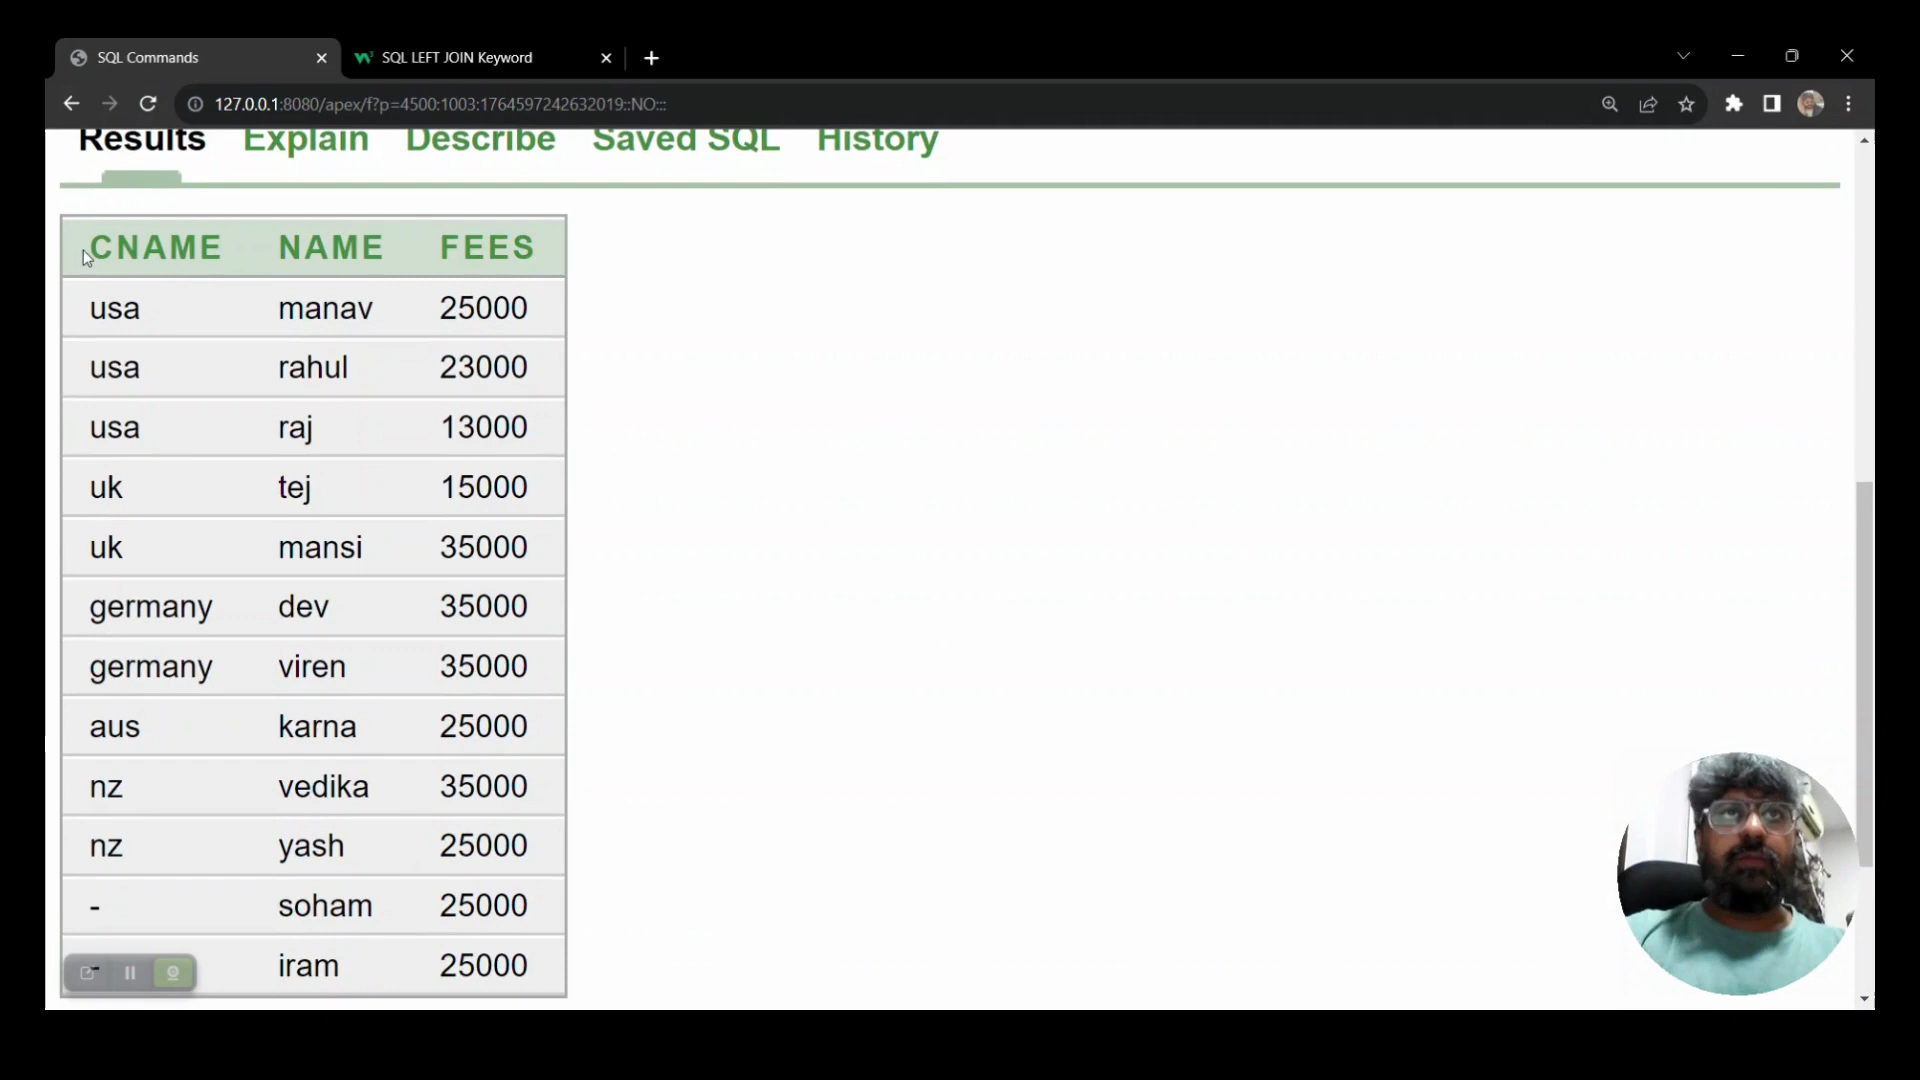 SQL Commands
SQL LEFT JOIN Keyword
127.0.0.1:8080/apex/f?p=4500:1003:1764597242632019::NO:::
Results Explain Describe Saved SQL History
CNAME NAME FEES
usa manav 25000
usa rahul 23000
usa raj 13000
uk tej 15000
uk mansi 35000
germany dev 35000
germany viren 35000
aus karna 25000
nz vedika 35000
nz yash 25000
- soham 25000
- iram 25000